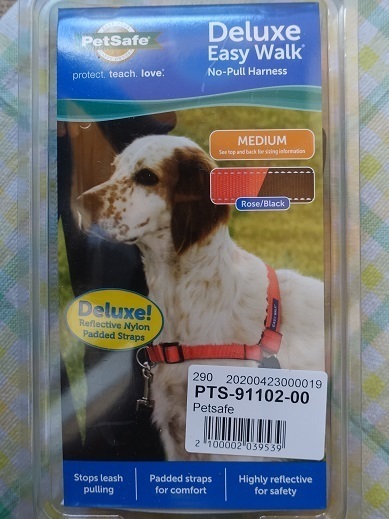 PetSafe®
protect. teach. love.
Deluxe
Easy Walk®
No-Pull Harness
MEDIUM
See top and back for sizing information
Rose/Black
Deluxe!
Reflective Nylon
Padded Straps
EASY WALK
290 20200423000019
PTS-91102-00
Petsafe
2 100002 039539
Stops leash
pulling
Padded straps
for comfort
Highly reflective
for safety